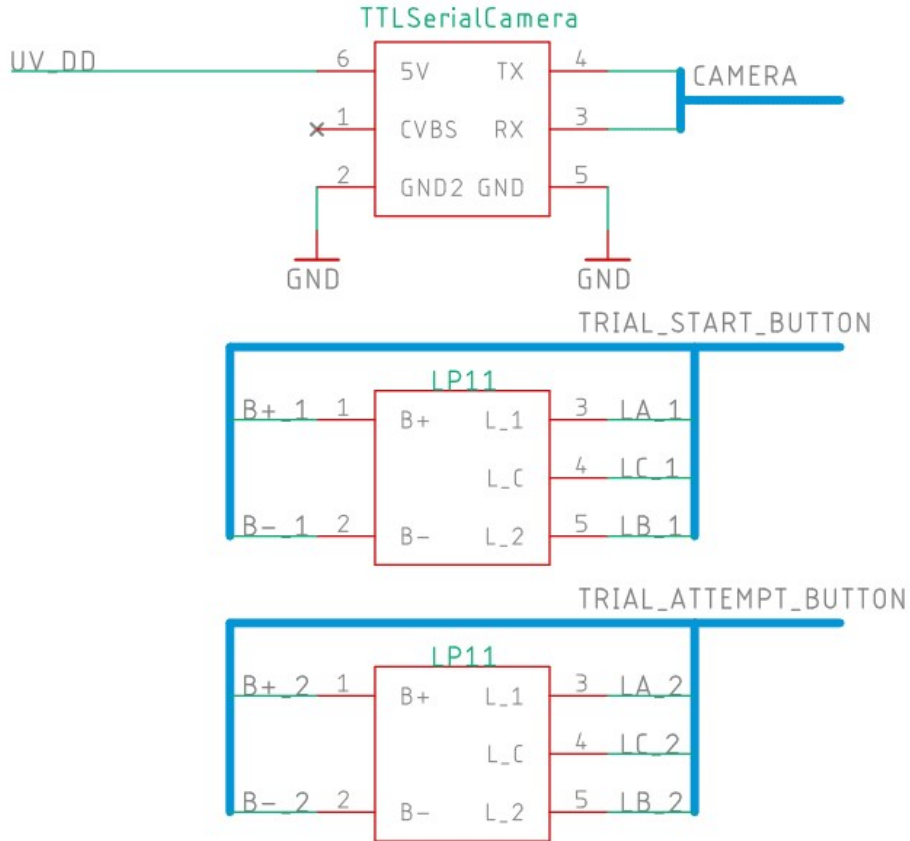 TTLSerialCamera
UV_DD 6 5V TX 4 CAMERA
1 CVBS RX 3
2 GND2 GND 5
GND GND
TRIAL_START_BUTTON
LP11
B+_1 1 B+ L_1 3 LA_1
L_C 4 LC_1
B-_1 2 B- L_2 5 LB_1
TRIAL_ATTEMPT_BUTTON
LP11
B+_2 1 B+ L_1 3 LA_2
L_C 4 LC_2
B-_2 2 B- L_2 5 LB_2